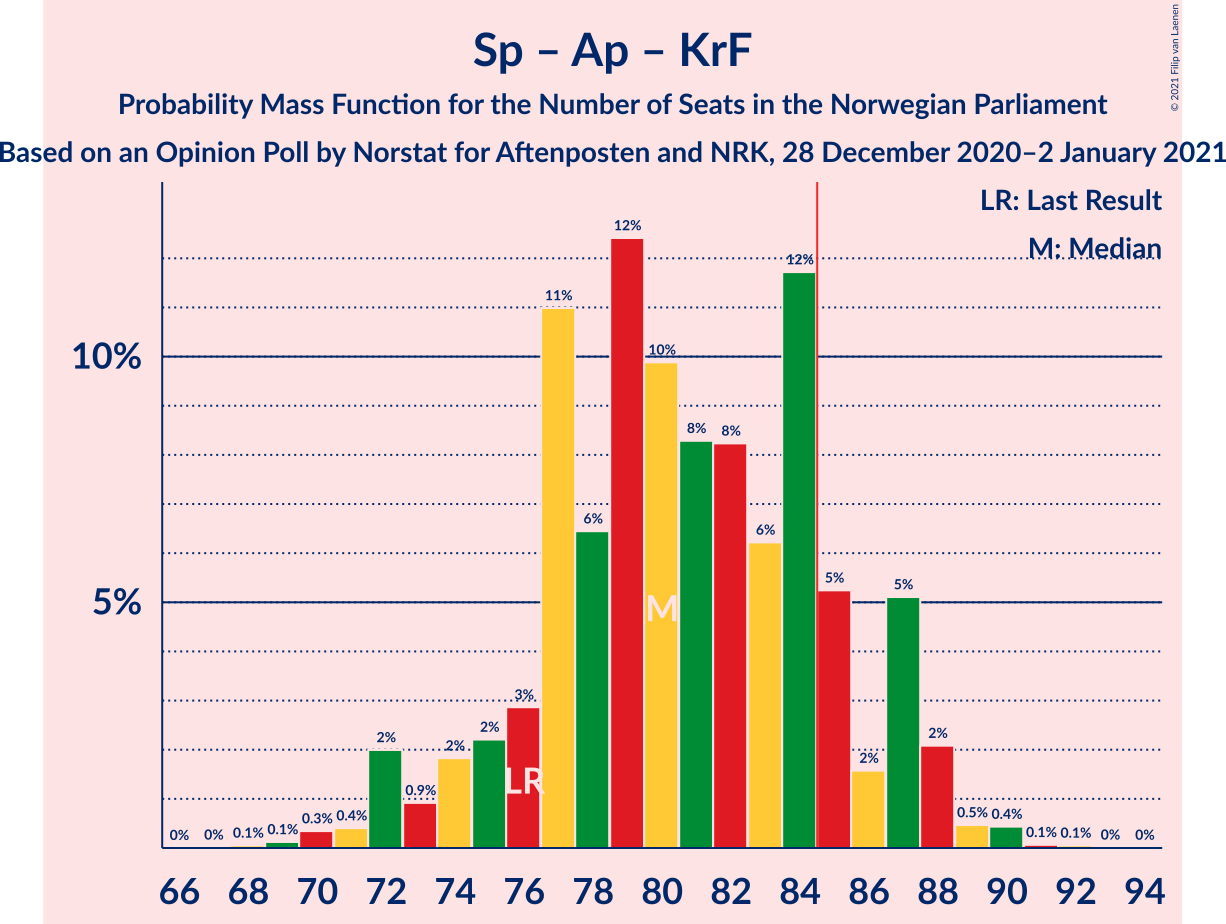 Sp – Ap – KrF
Probability Mass Function for the Number of Seats in the Norwegian Parliament
Based on an Opinion Poll by Norstat for Aftenposten and NRK, 28 December 2020–2 January 2021
© 2021 Filip van Laenen
LR: Last Result
M: Median
10%
5%
0% 0% 0.1% 0.1% 0.3% 0.4% 2% 0.9% 2% 2% 3% 11% 6% 12% 10% 8% 8% 6% 12% 5% 2% 5% 2% 0.5% 0.4% 0.1% 0.1% 0% 0%
M
LR
66 68 70 72 74 76 78 80 82 84 86 88 90 92 94